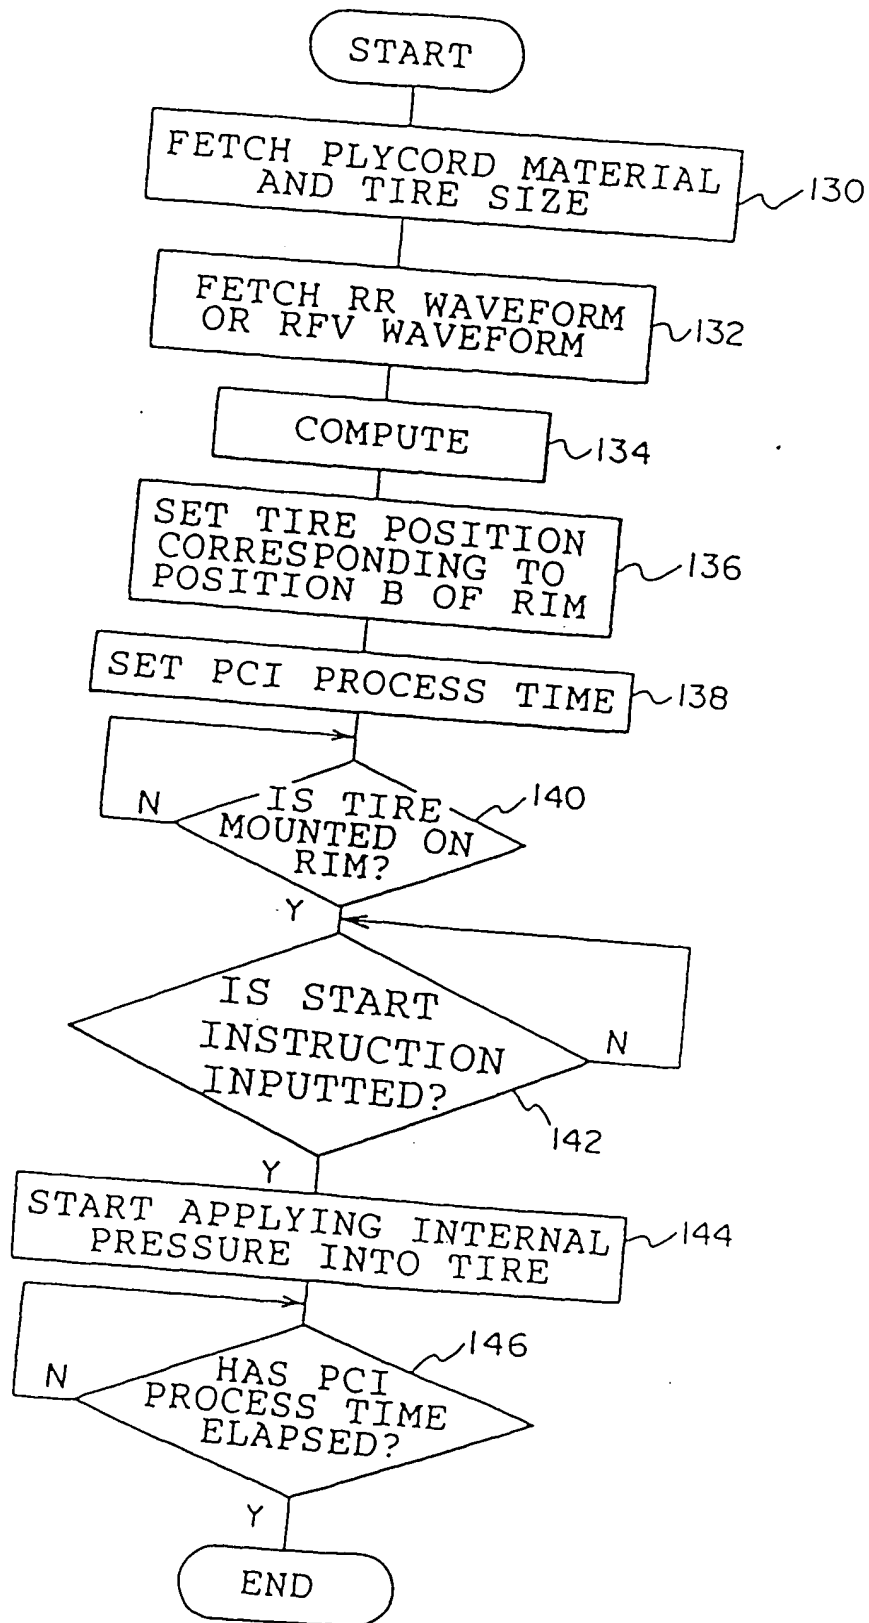 START
FETCH PLYCORD MATERIAL
AND TIRE SIZE
130
FETCH RR WAVEFORM
OR RFV WAVEFORM
132
COMPUTE
134
SET TIRE POSITION
CORRESPONDING TO
POSITION B OF RIM
136
SET PCI PROCESS TIME
138
IS TIRE
MOUNTED ON
RIM?
140
N
Y
IS START
INSTRUCTION
INPUTTED?
N
142
Y
START APPLYING INTERNAL
PRESSURE INTO TIRE
144
HAS PCI
PROCESS TIME
ELAPSED?
146
N
Y
END